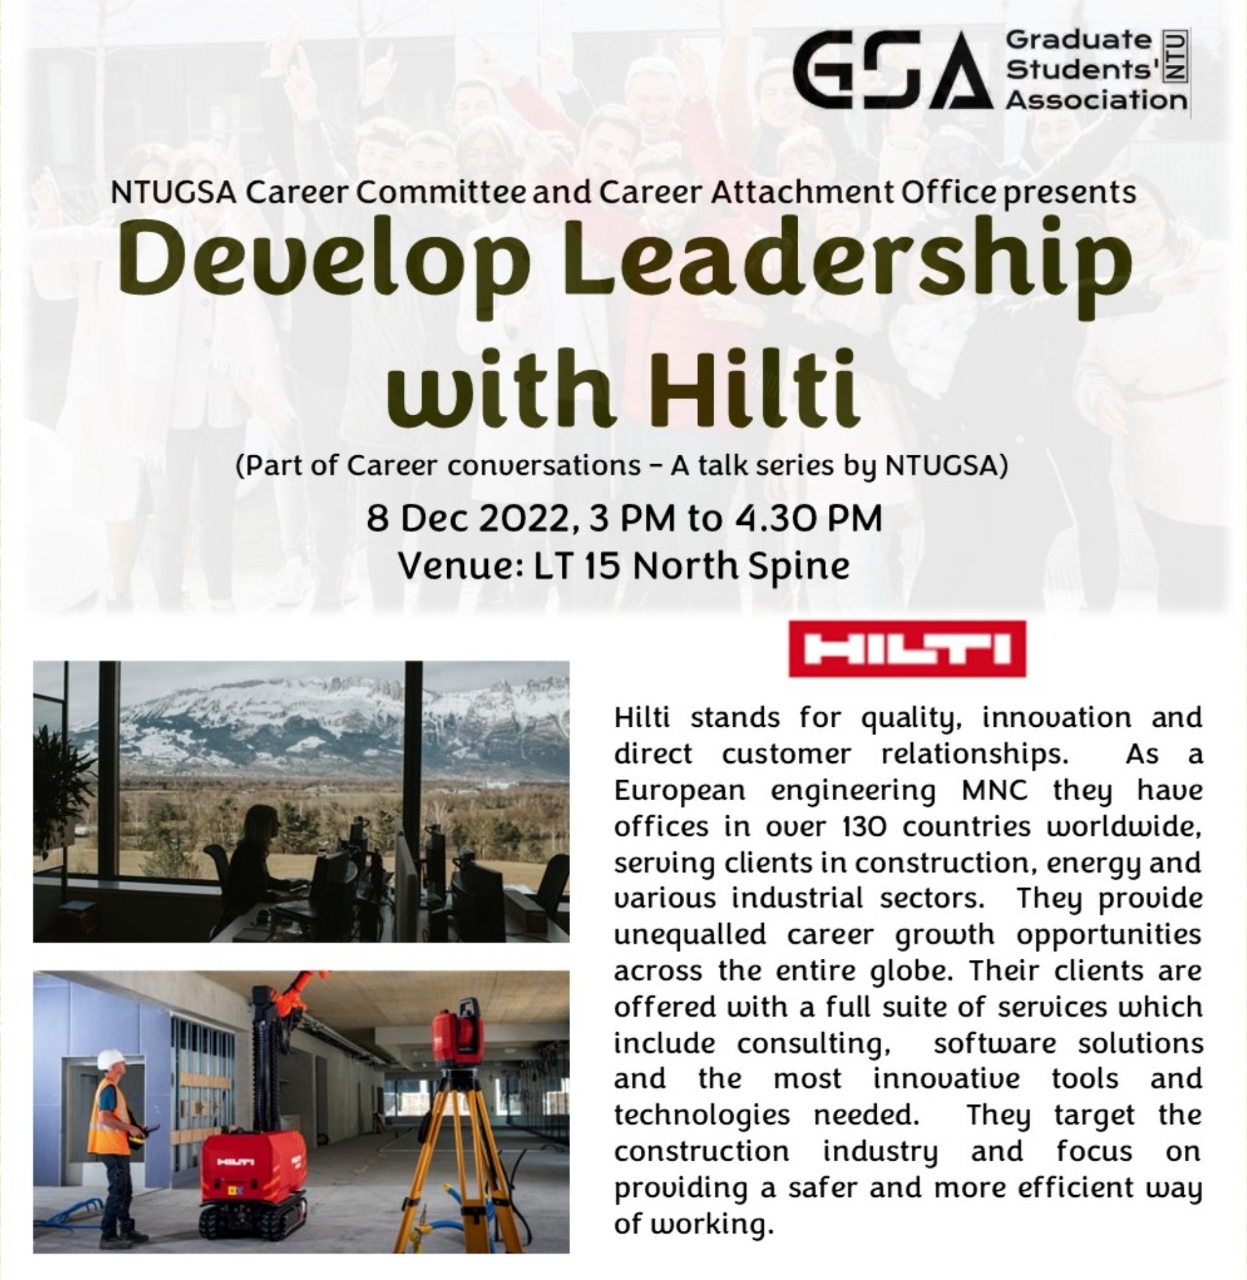 GSA Graduate
Students'
Association
NTU
NTUGSA Career Committee and Career Attachment Office presents
Develop Leadership
with Hilti
(Part of Career conversations – A talk series by NTUGSA)
8 Dec 2022, 3 PM to 4.30 PM
Venue: LT 15 North Spine
HILTI
Hilti stands for quality, innovation and
direct customer relationships. As a
European engineering MNC they have
offices in over 130 countries worldwide,
serving clients in construction, energy and
various industrial sectors. They provide
unequalled career growth opportunities
across the entire globe. Their clients are
offered with a full suite of services which
include consulting, software solutions
and the most innovative tools and
technologies needed. They target the
construction industry and focus on
providing a safer and more efficient way
of working.
HILTI